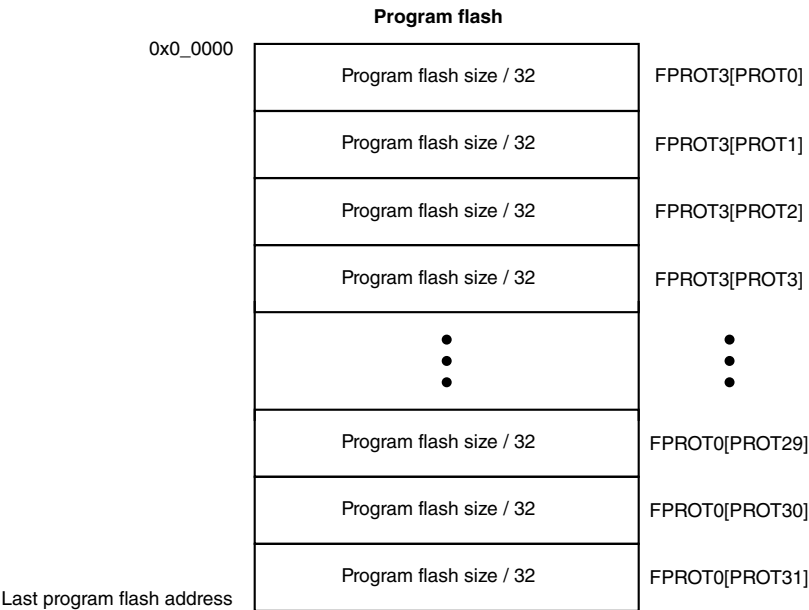 Program flash
0x0_0000
Program flash size / 32 FPROT3[PROT0]
Program flash size / 32 FPROT3[PROT1]
Program flash size / 32 FPROT3[PROT2]
Program flash size / 32 FPROT3[PROT3]
Program flash size / 32 FPROT0[PROT29]
Program flash size / 32 FPROT0[PROT30]
Program flash size / 32 FPROT0[PROT31]
Last program flash address